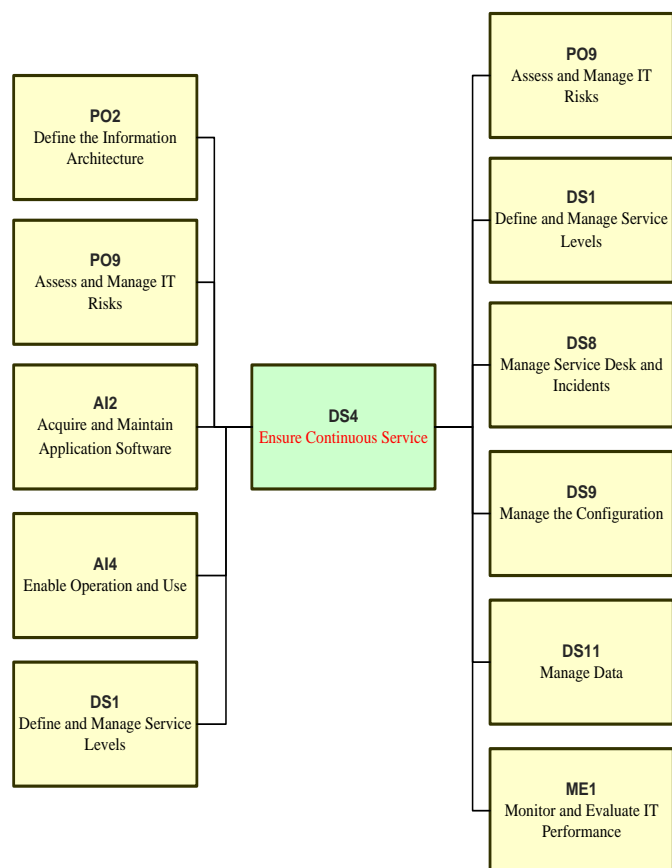 PO2
Define the Information
Architecture
PO9
Assess and Manage IT
Risks
AI2
Acquire and Maintain
Application Software
AI4
Enable Operation and Use
DS1
Define and Manage Service
Levels
DS4
Ensure Continuous Service
PO9
Assess and Manage IT
Risks
DS1
Define and Manage Service
Levels
DS8
Manage Service Desk and
Incidents
DS9
Manage the Configuration
DS11
Manage Data
ME1
Monitor and Evaluate IT
Performance